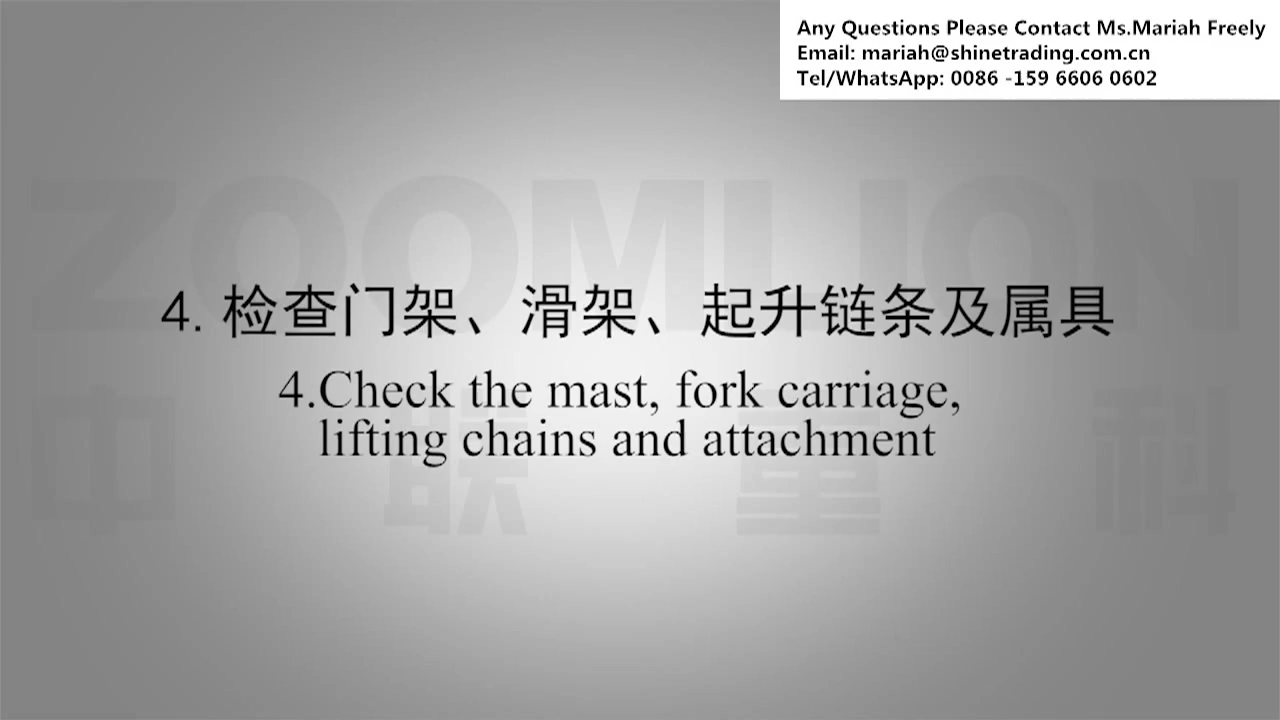 Any Questions Please Contact Ms.Mariah Freely
Email: mariah@shinetrading.com.cn
Tel/WhatsApp: 0086 -159 6606 0602
ZOOMLION
4. 检查门架、滑架、起升链条及属具
4.Check the mast, fork carriage,
lifting chains and attachment
中联重科